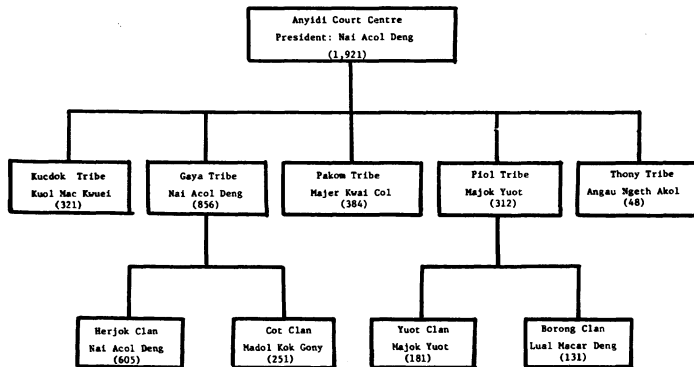 Anyidi Court Centre
President: Nai Acol Deng
(1,921)
Kucdok Tribe
Kuol Mac Kwuei
(321)
Gaya Tribe
Nai Acol Deng
(856)
Pakom Tribe
Majer Kwai Col
(384)
Piol Tribe
Majok Yuot
(312)
Thony Tribe
Angau Ngeth Akol
(48)
Herjok Clan
Nai Acol Deng
(605)
Cot Clan
Madol Kok Gony
(251)
Yuot Clan
Majok Yuot
(181)
Borong Clan
Lual Macar Deng
(131)